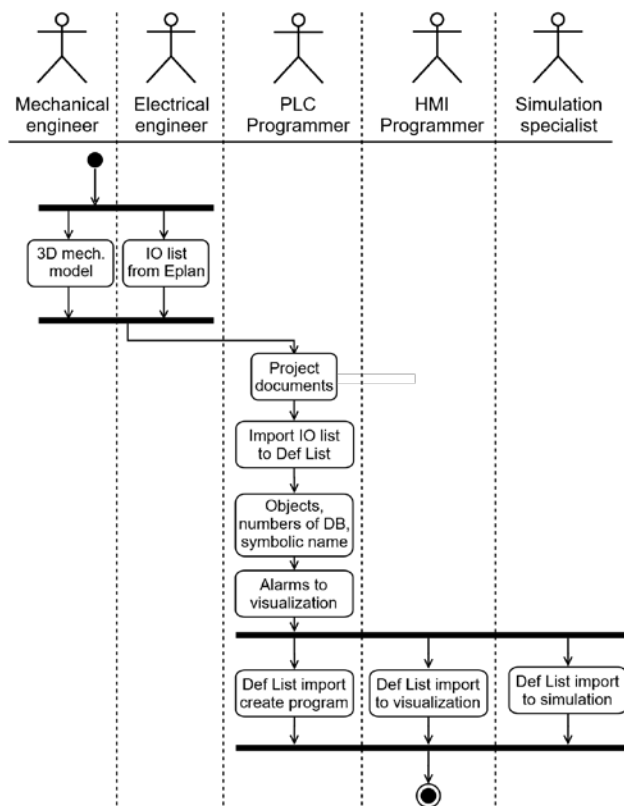 Mechanical
engineer
Electrical
engineer
PLC
Programmer
HMI
Programmer
Simulation
specialist
3D mech.
model
IO list
from Eplan
Project
documents
Import IO list
to Def List
Objects,
numbers of DB,
symbolic name
Alarms to
visualization
Def List import
create program
Def List import
to visualization
Def List import
to simulation